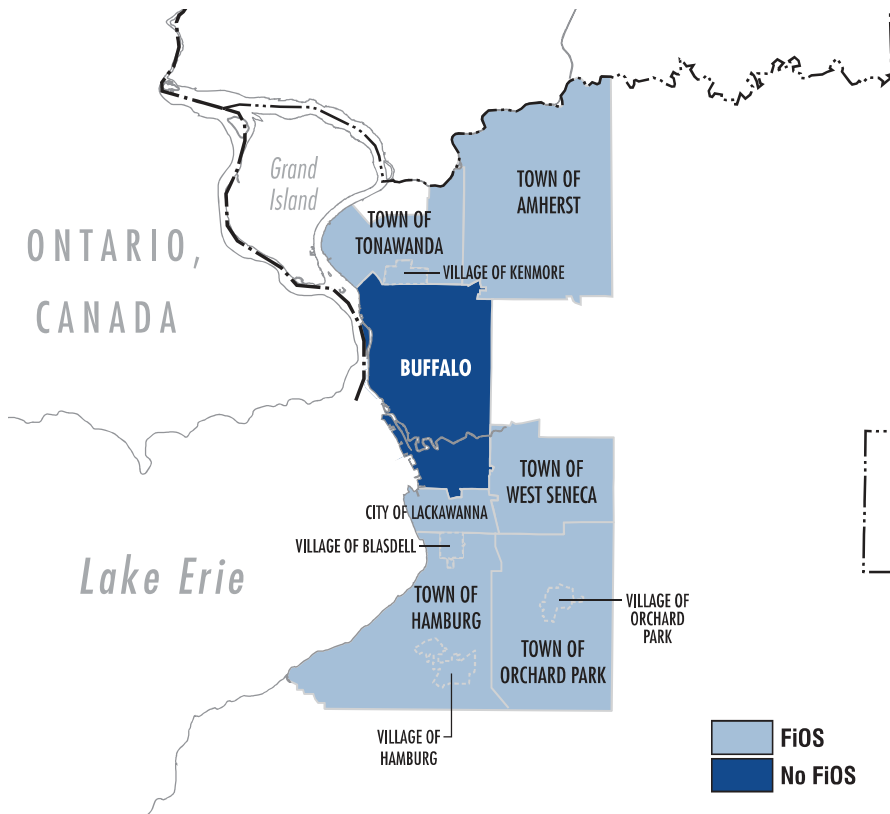 Grand
Island
TOWN OF
AMHERST
TOWN OF
TONAWANDA
ONTARIO,
CANADA
VILLAGE OF KENMORE
BUFFALO
TOWN OF
WEST SENECA
CITY OF LACKAWANNA
VILLAGE OF BLASDELL
Lake Erie
TOWN OF
HAMBURG
VILLAGE OF
ORCHARD
PARK
TOWN OF
ORCHARD PARK
VILLAGE OF
HAMBURG
FiOS
No FiOS